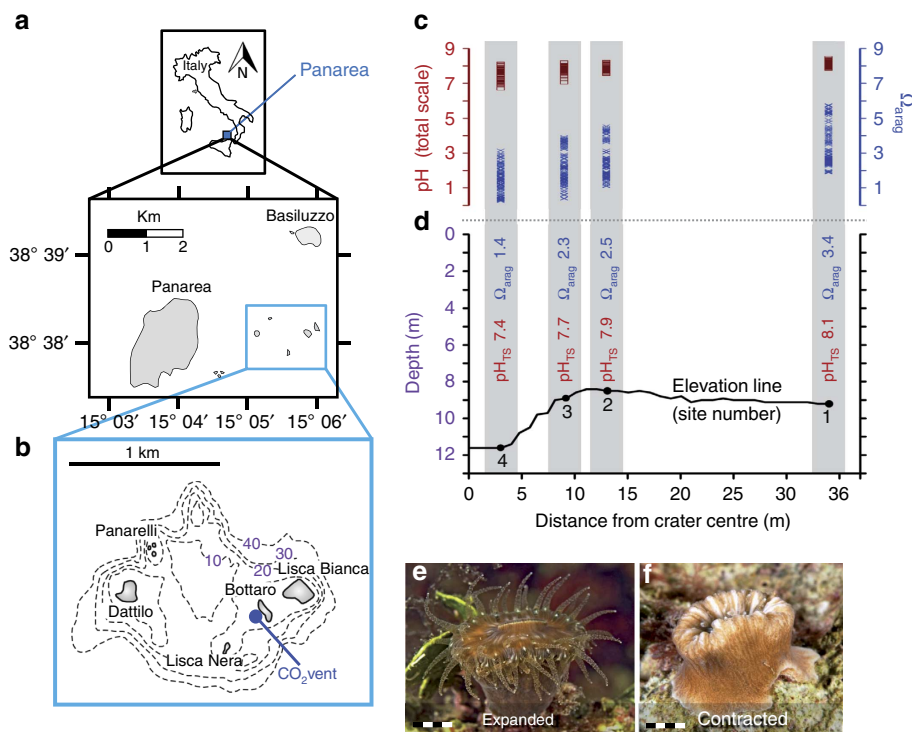 a
Italy
N
Panarea
Km
0 1 2
Basiluzzo
Panarea
38° 39′
38° 38′
15° 03′ 15° 04′ 15° 05′ 15° 06′
b
1 km
Panarelli
40
30
10
20
Lisca Bianca
Bottaro
Dattilo
Lisca Nera
CO₂vent
c
9
7
5
3
1
pH (total scale)
9
7
5
3
1
Ωarag
d
0
2
4
6
8
10
12
Depth (m)
pHTS 7.4 Ωarag 1.4
pHTS 7.7 Ωarag 2.3
pHTS 7.9 Ωarag 2.5
pHTS 8.1 Ωarag 3.4
Elevation line
(site number)
4
3
2
1
0 5 10 15 20 25 30 36
Distance from crater centre (m)
e
Expanded
f
Contracted